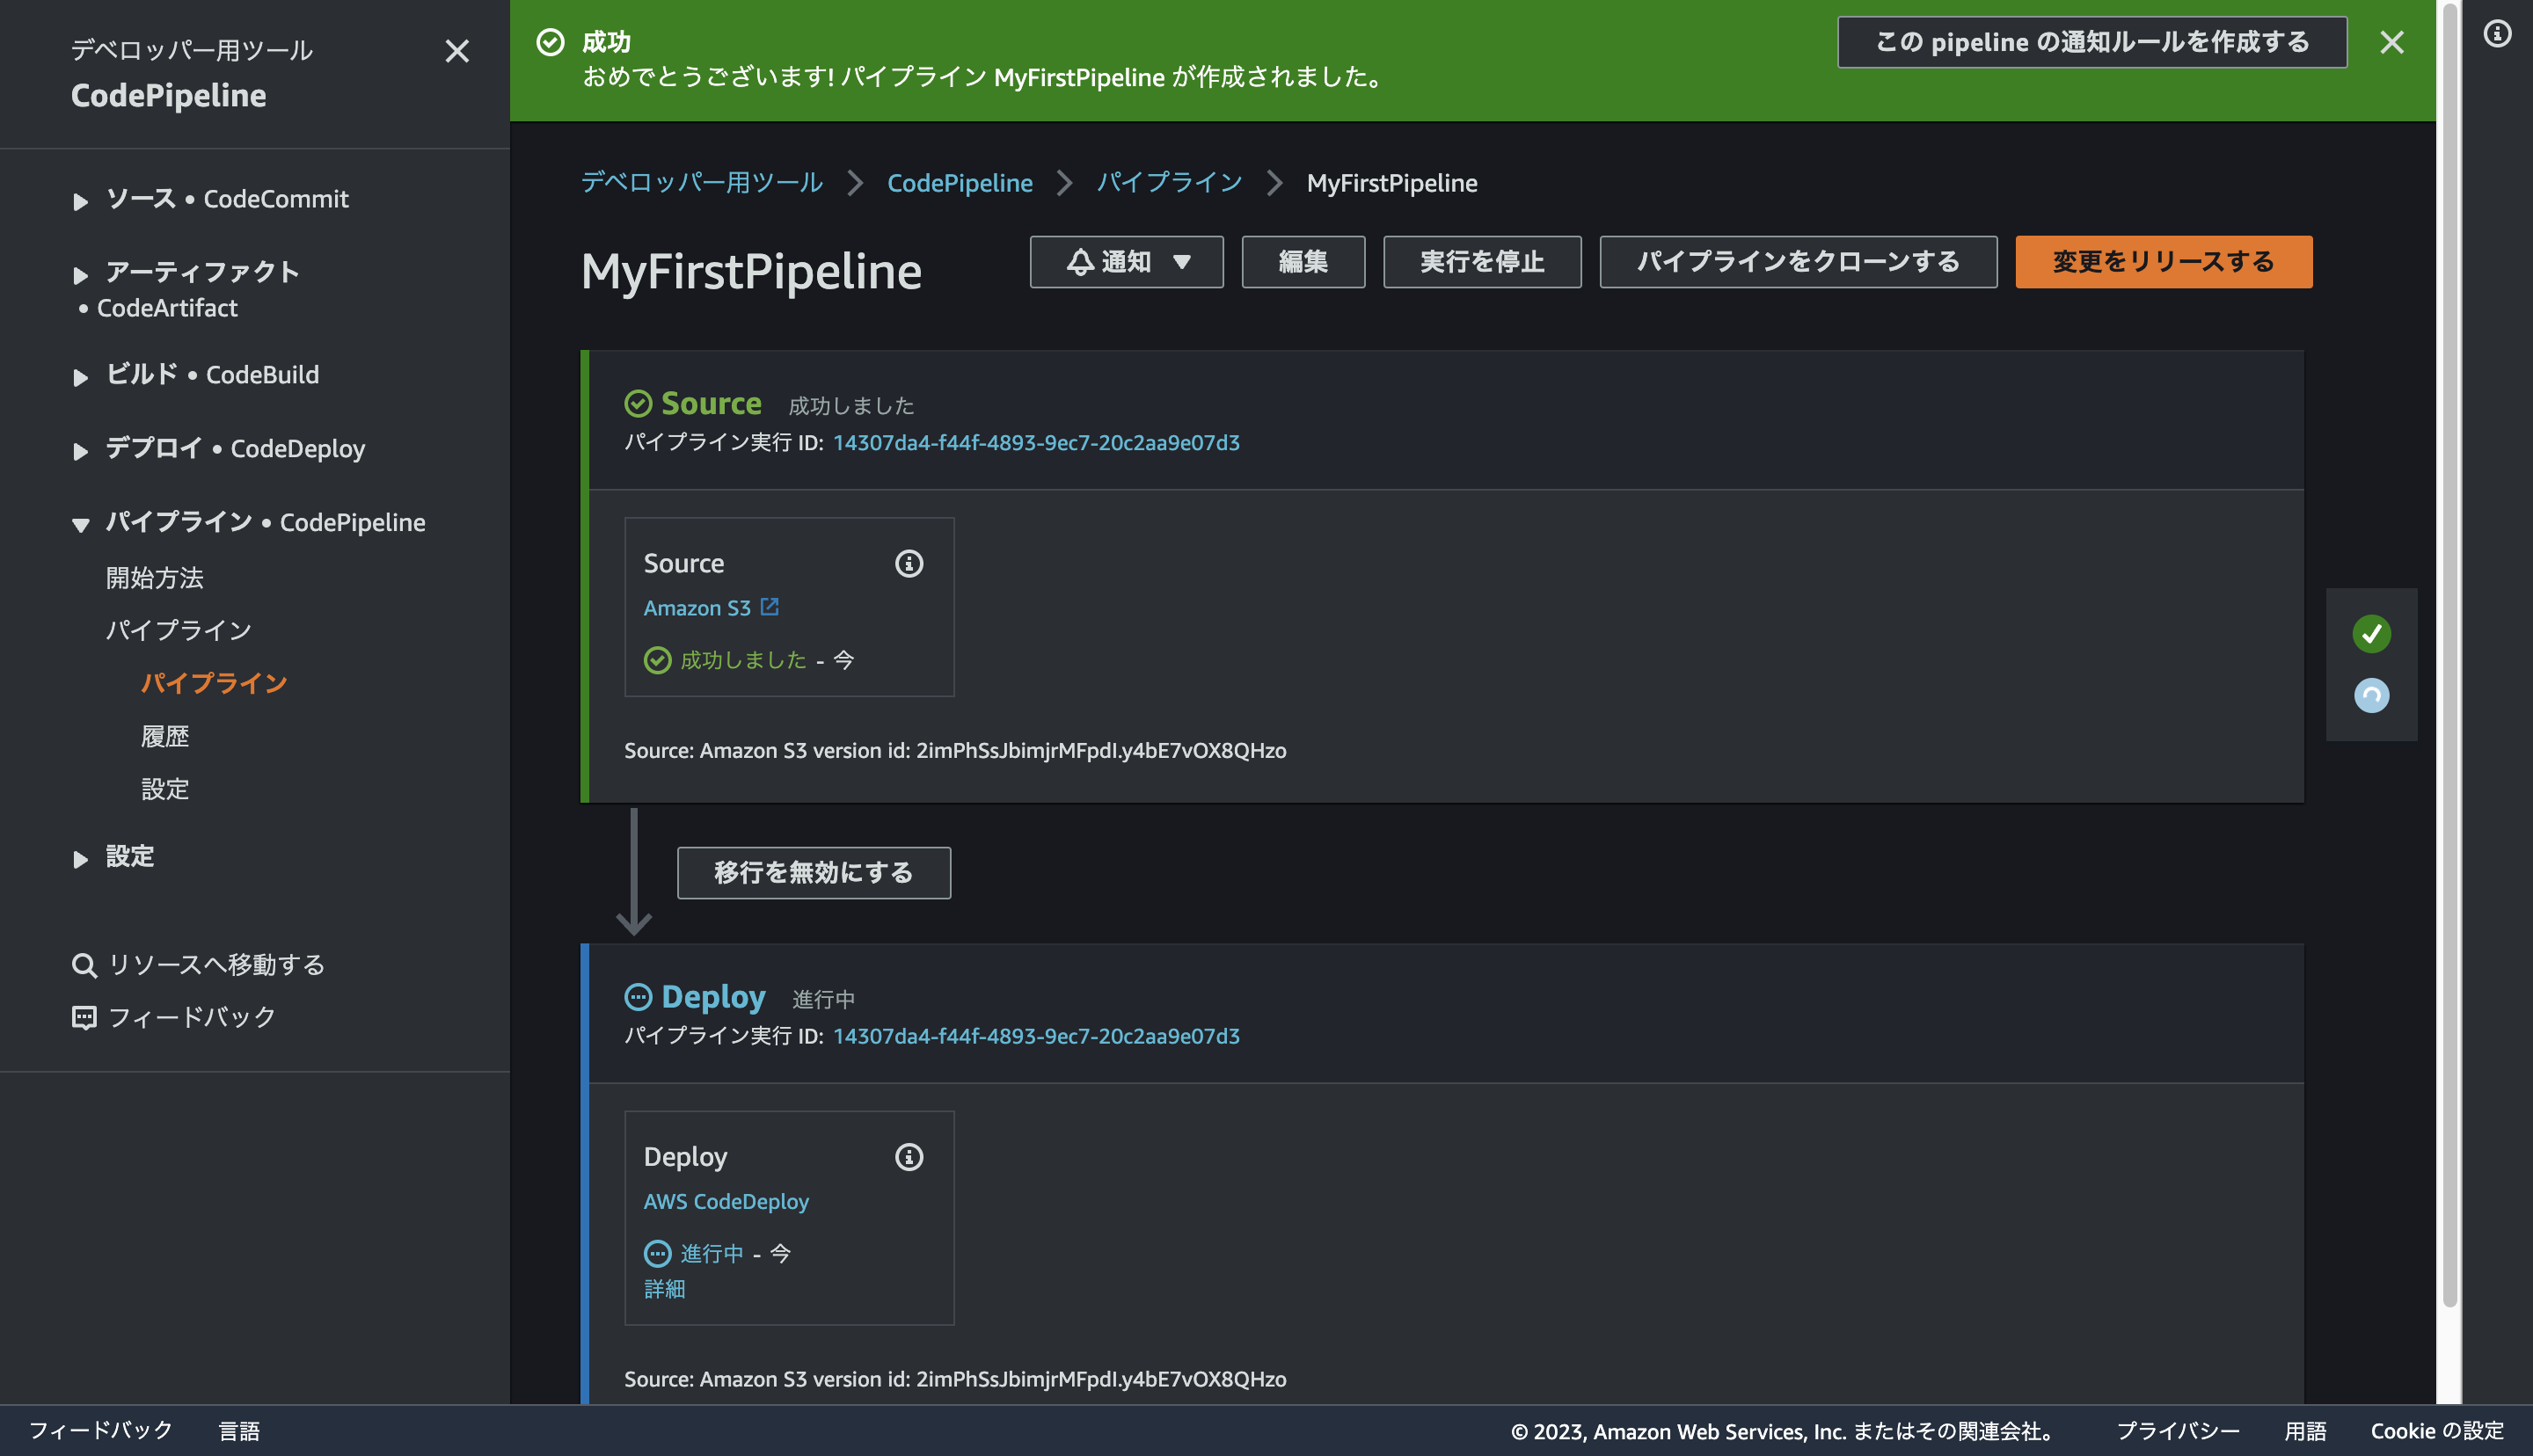 デベロッパー用ツール
CodePipeline
ソース • CodeCommit
アーティファクト
• CodeArtifact
ビルド • CodeBuild
デプロイ • CodeDeploy
パイプライン • CodePipeline
開始方法
パイプライン
パイプライン
履歴
設定
設定
リソースへ移動する
フィードバック
成功
おめでとうございます! パイプライン MyFirstPipeline が作成されました。
この pipeline の通知ルールを作成する
デベロッパー用ツール
CodePipeline
パイプライン
MyFirstPipeline
MyFirstPipeline
通知
編集
実行を停止
パイプラインをクローンする
変更をリリースする
Source 成功しました
パイプライン実行 ID: 14307da4-f44f-4893-9ec7-20c2aa9e07d3
Source
Amazon S3
成功しました - 今
Source: Amazon S3 version id: 2imPhSsJbimjrMFpdI.y4bE7vOX8QHzo
移行を無効にする
Deploy 進行中
パイプライン実行 ID: 14307da4-f44f-4893-9ec7-20c2aa9e07d3
Deploy
AWS CodeDeploy
進行中 - 今
詳細
Source: Amazon S3 version id: 2imPhSsJbimjrMFpdI.y4bE7vOX8QHzo
フィードバック
言語
© 2023, Amazon Web Services, Inc. またはその関連会社。
プライバシー
用語
Cookie の設定